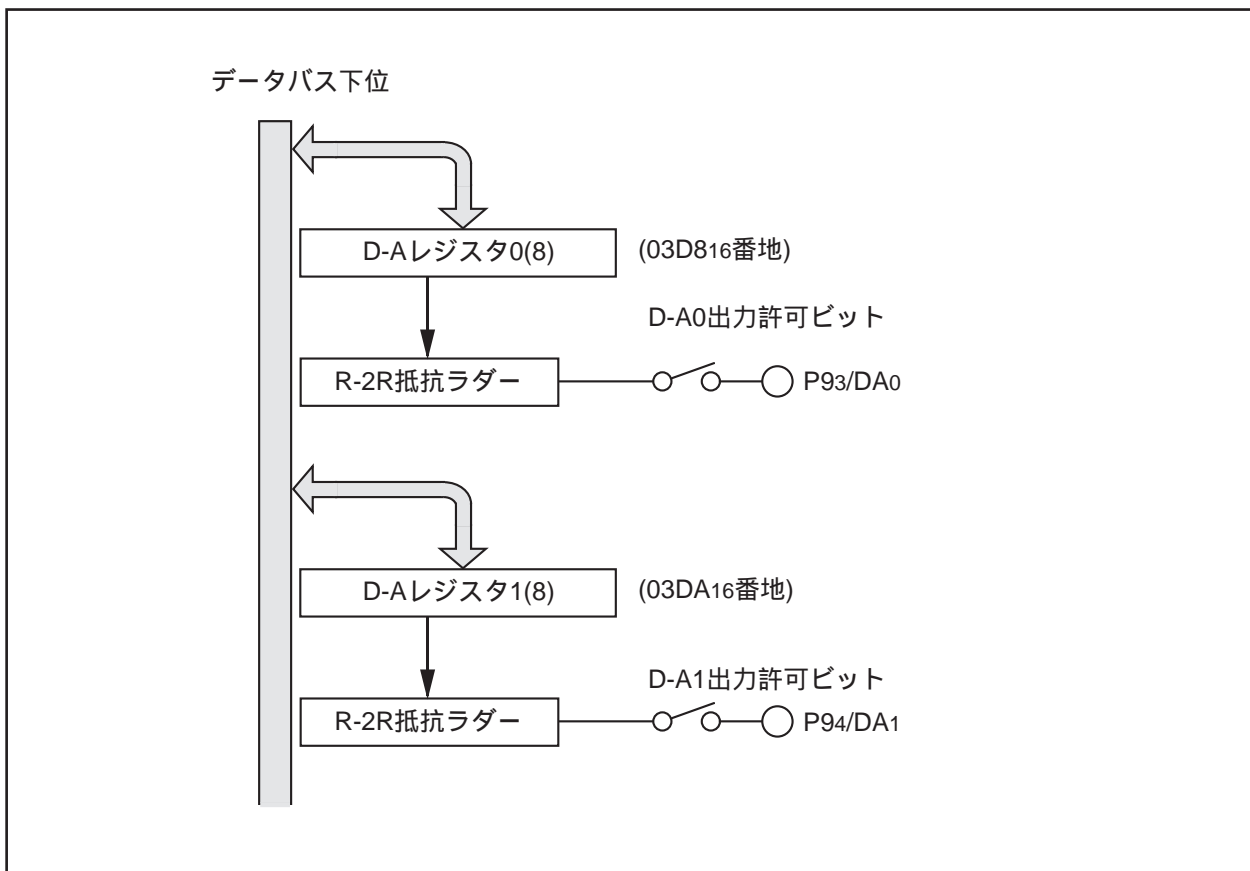 データバス下位
D-Aレジスタ0(8)
(03D816番地)
D-A0出力許可ビット
R-2R抵抗ラダー
P93/DA0
D-Aレジスタ1(8)
(03DA16番地)
D-A1出力許可ビット
R-2R抵抗ラダー
P94/DA1